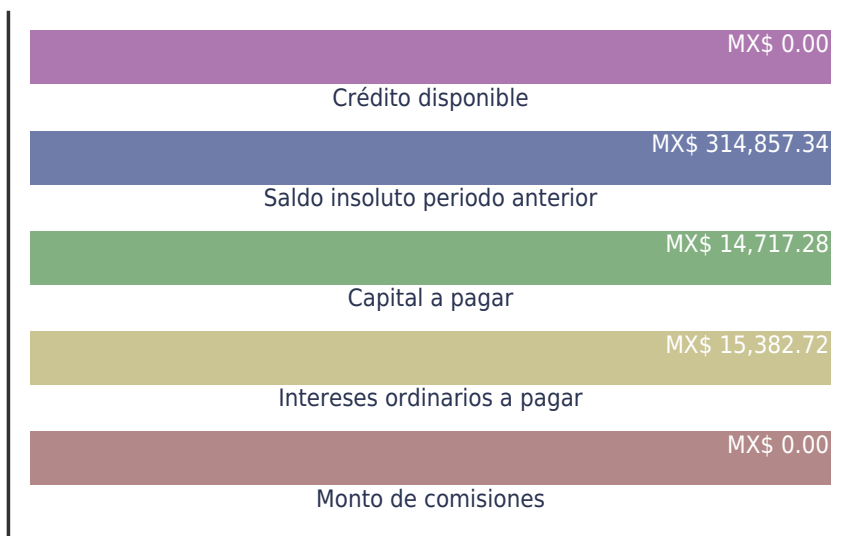 MX$ 0.00
Crédito disponible
MX$ 314,857.34
Saldo insoluto periodo anterior
MX$ 14,717.28
Capital a pagar
MX$ 15,382.72
Intereses ordinarios a pagar
MX$ 0.00
Monto de comisiones